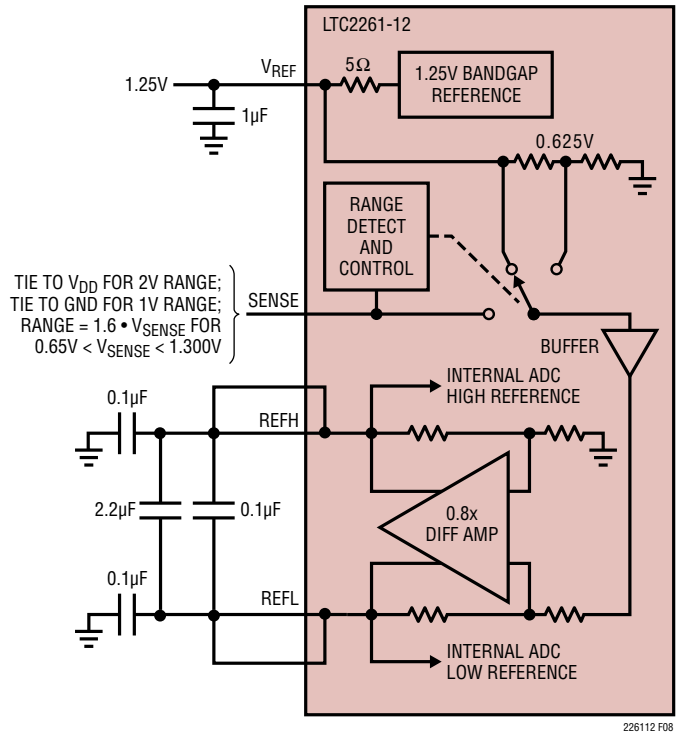 LTC2261-12
1.25V
VREF
5Ω
1.25V BANDGAP
REFERENCE
1µF
0.625V
RANGE
DETECT
AND
CONTROL
TIE TO VDD FOR 2V RANGE;
TIE TO GND FOR 1V RANGE;
RANGE = 1.6 • VSENSE FOR
0.65V < VSENSE < 1.300V
SENSE
BUFFER
INTERNAL ADC
HIGH REFERENCE
0.1µF
REFH
2.2µF
0.1µF
0.8x
DIFF AMP
0.1µF
REFL
INTERNAL ADC
LOW REFERENCE
226112 F08